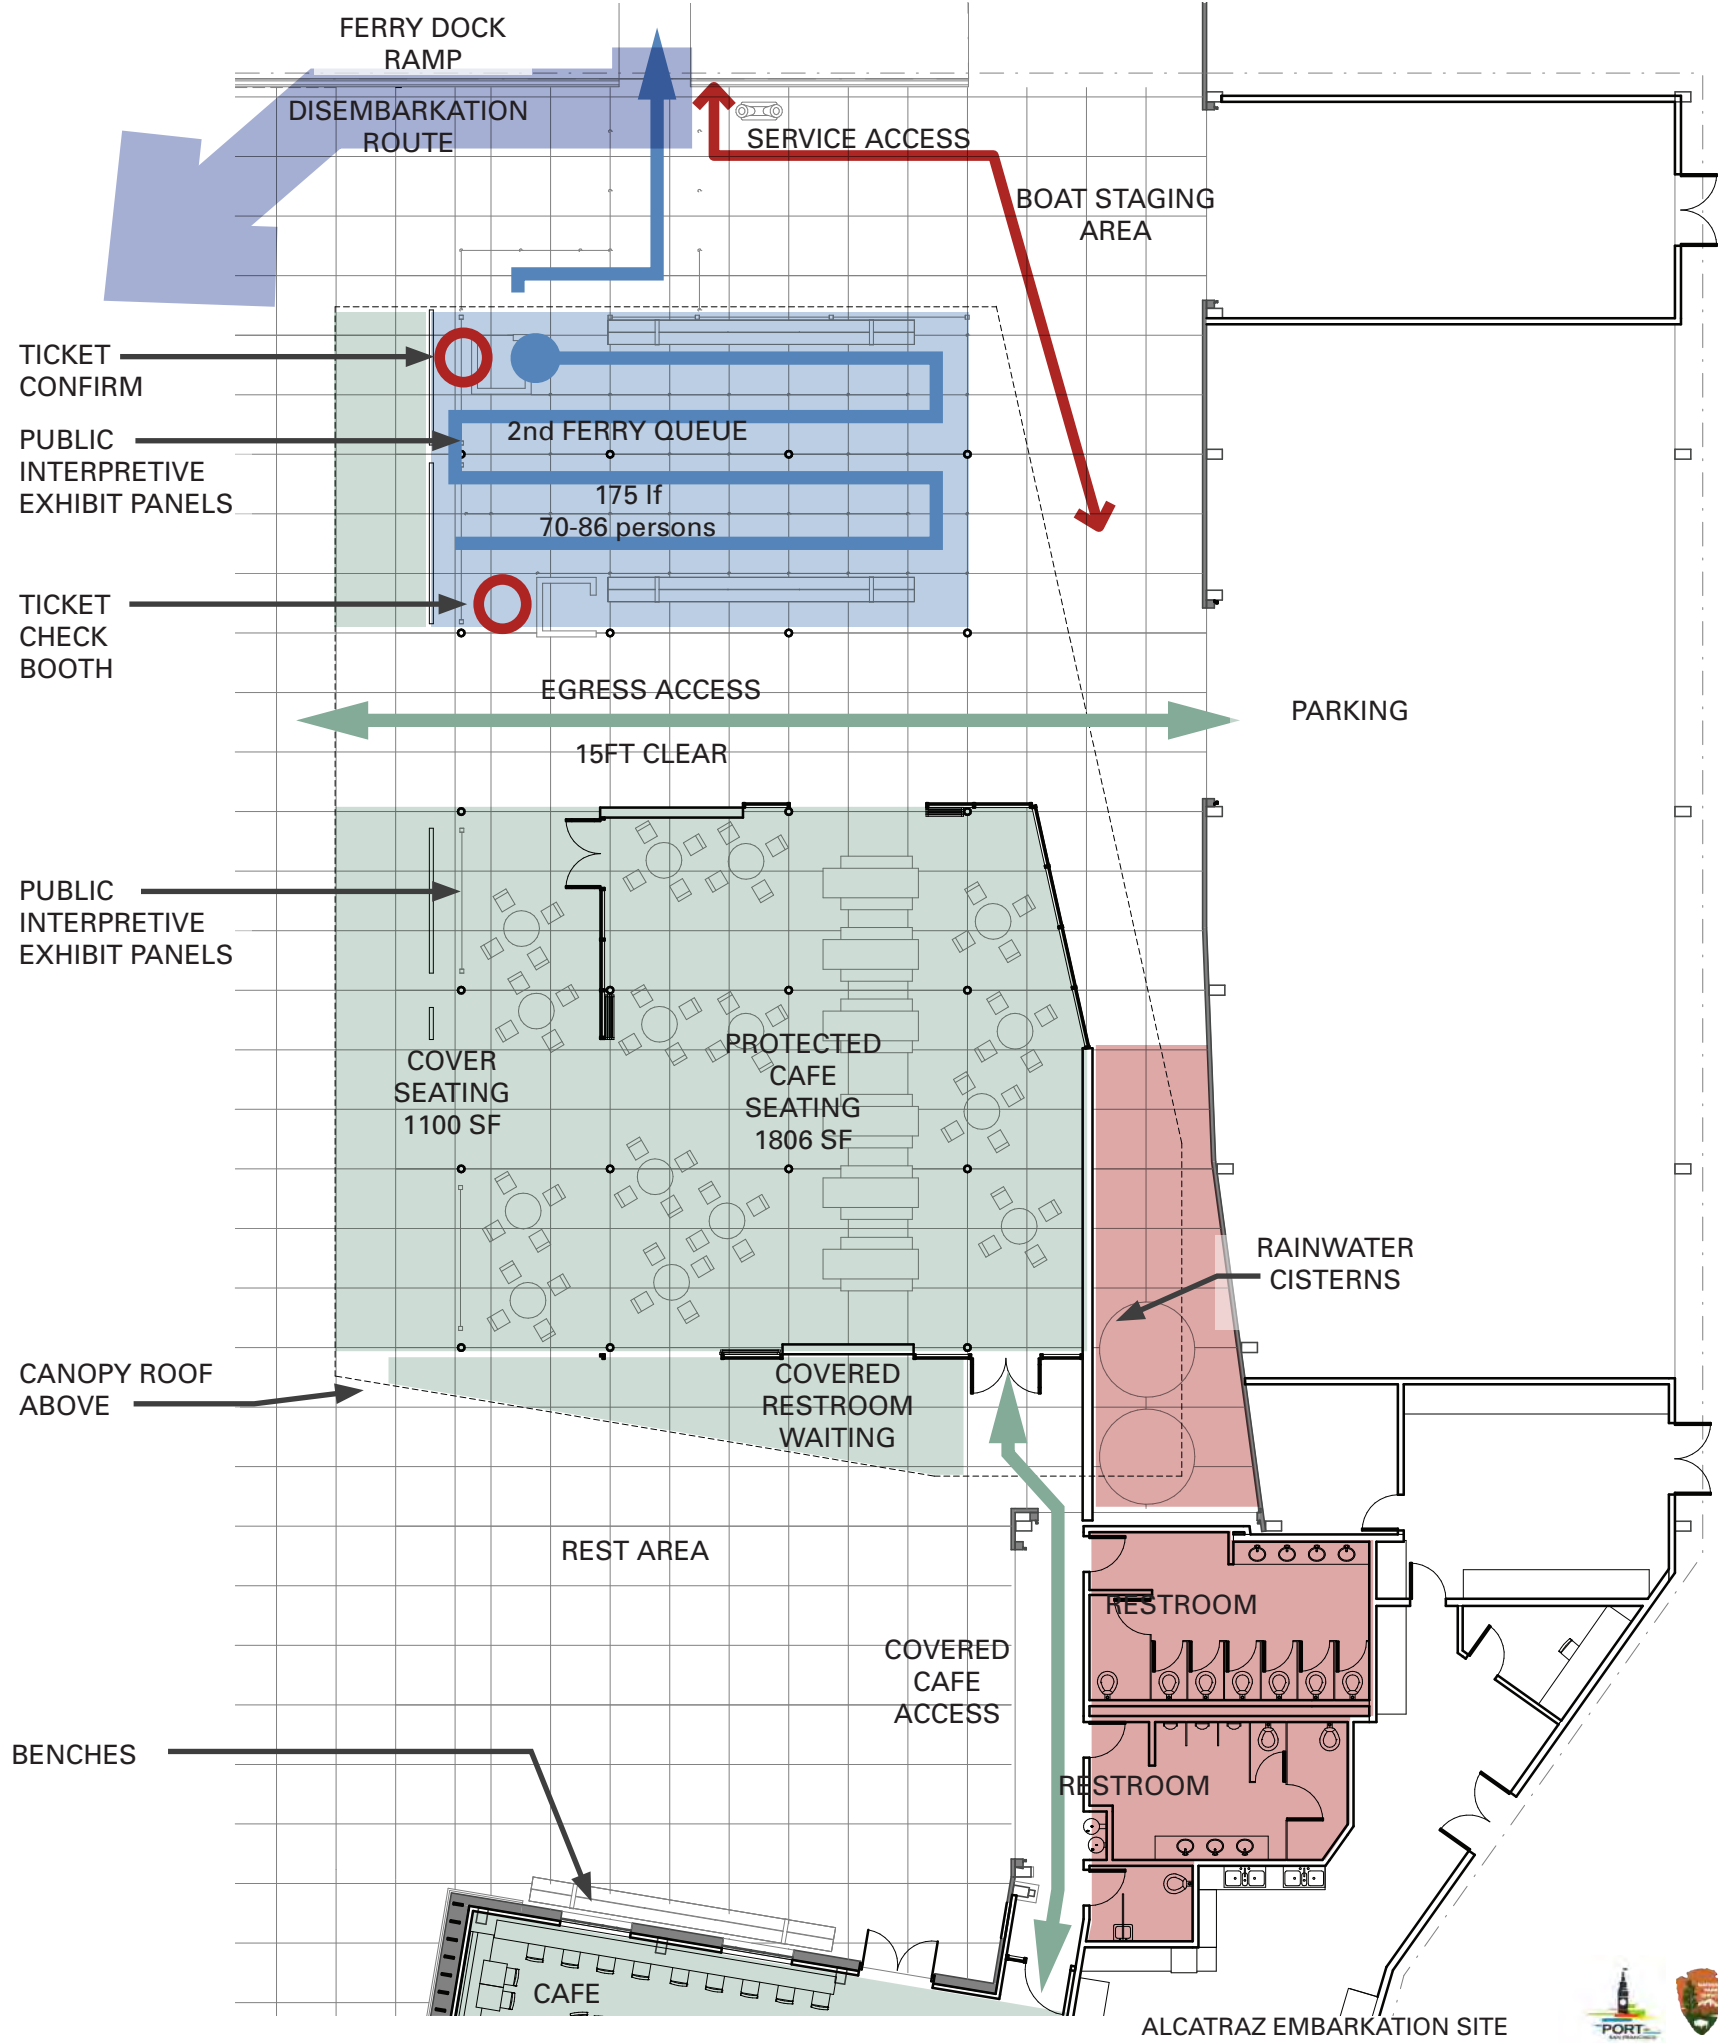 FERRY DOCK
RAMP
DISEMBARKATION
ROUTE
SERVICE ACCESS
BOAT STAGING
AREA
TICKET
CONFIRM
PUBLIC
INTERPRETIVE
EXHIBIT PANELS
2nd FERRY QUEUE
175 lf
70-86 persons
TICKET
CHECK
BOOTH
EGRESS ACCESS
15FT CLEAR
PARKING
PUBLIC
INTERPRETIVE
EXHIBIT PANELS
COVER
SEATING
1100 SF
PROTECTED
CAFE
SEATING
1806 SF
RAINWATER
CISTERNS
CANOPY ROOF
ABOVE
COVERED
RESTROOM
WAITING
REST AREA
RESTROOM
COVERED
CAFE
ACCESS
BENCHES
RESTROOM
CAFE
ALCATRAZ EMBARKATION SITE
PORT
SAN FRANCISCO